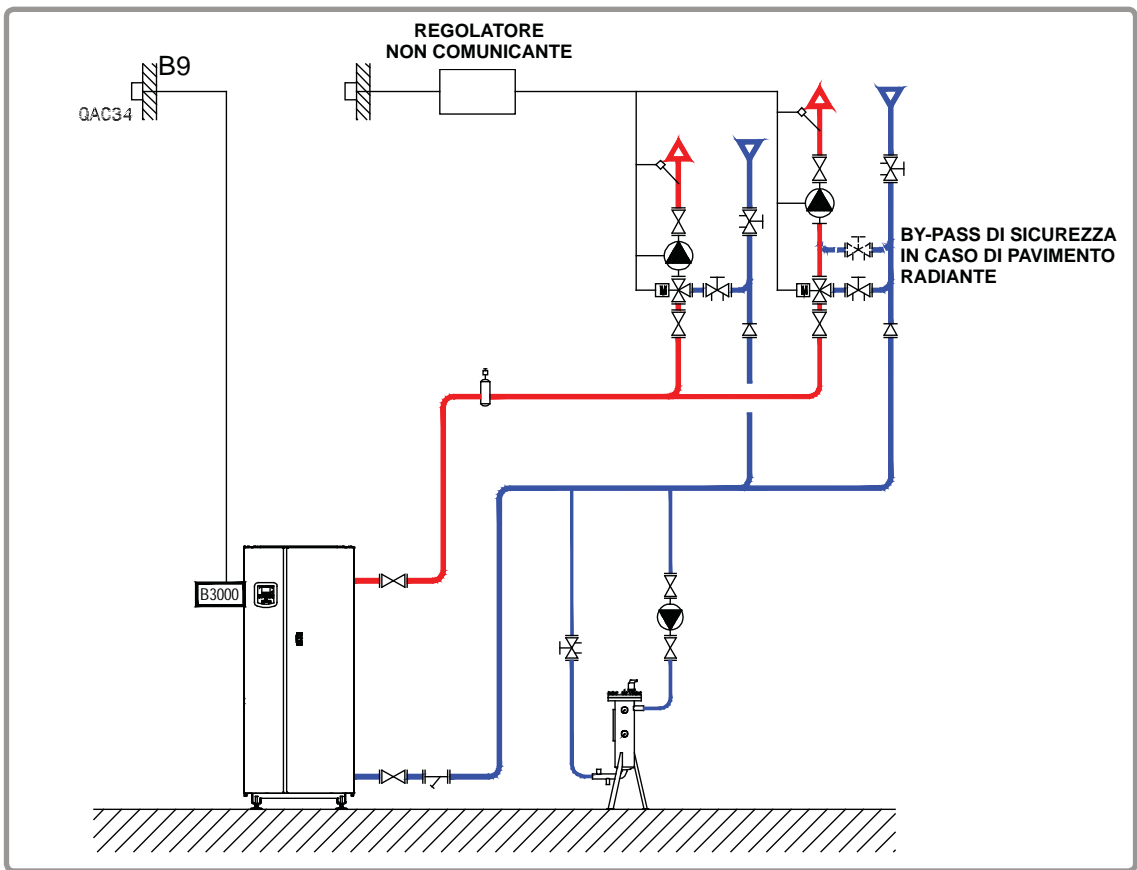 REGOLATORE
NON COMUNICANTE
B9
QAC34
BY-PASS DI SICUREZZA
IN CASO DI PAVIMENTO
RADIANTE
M
M
B3000